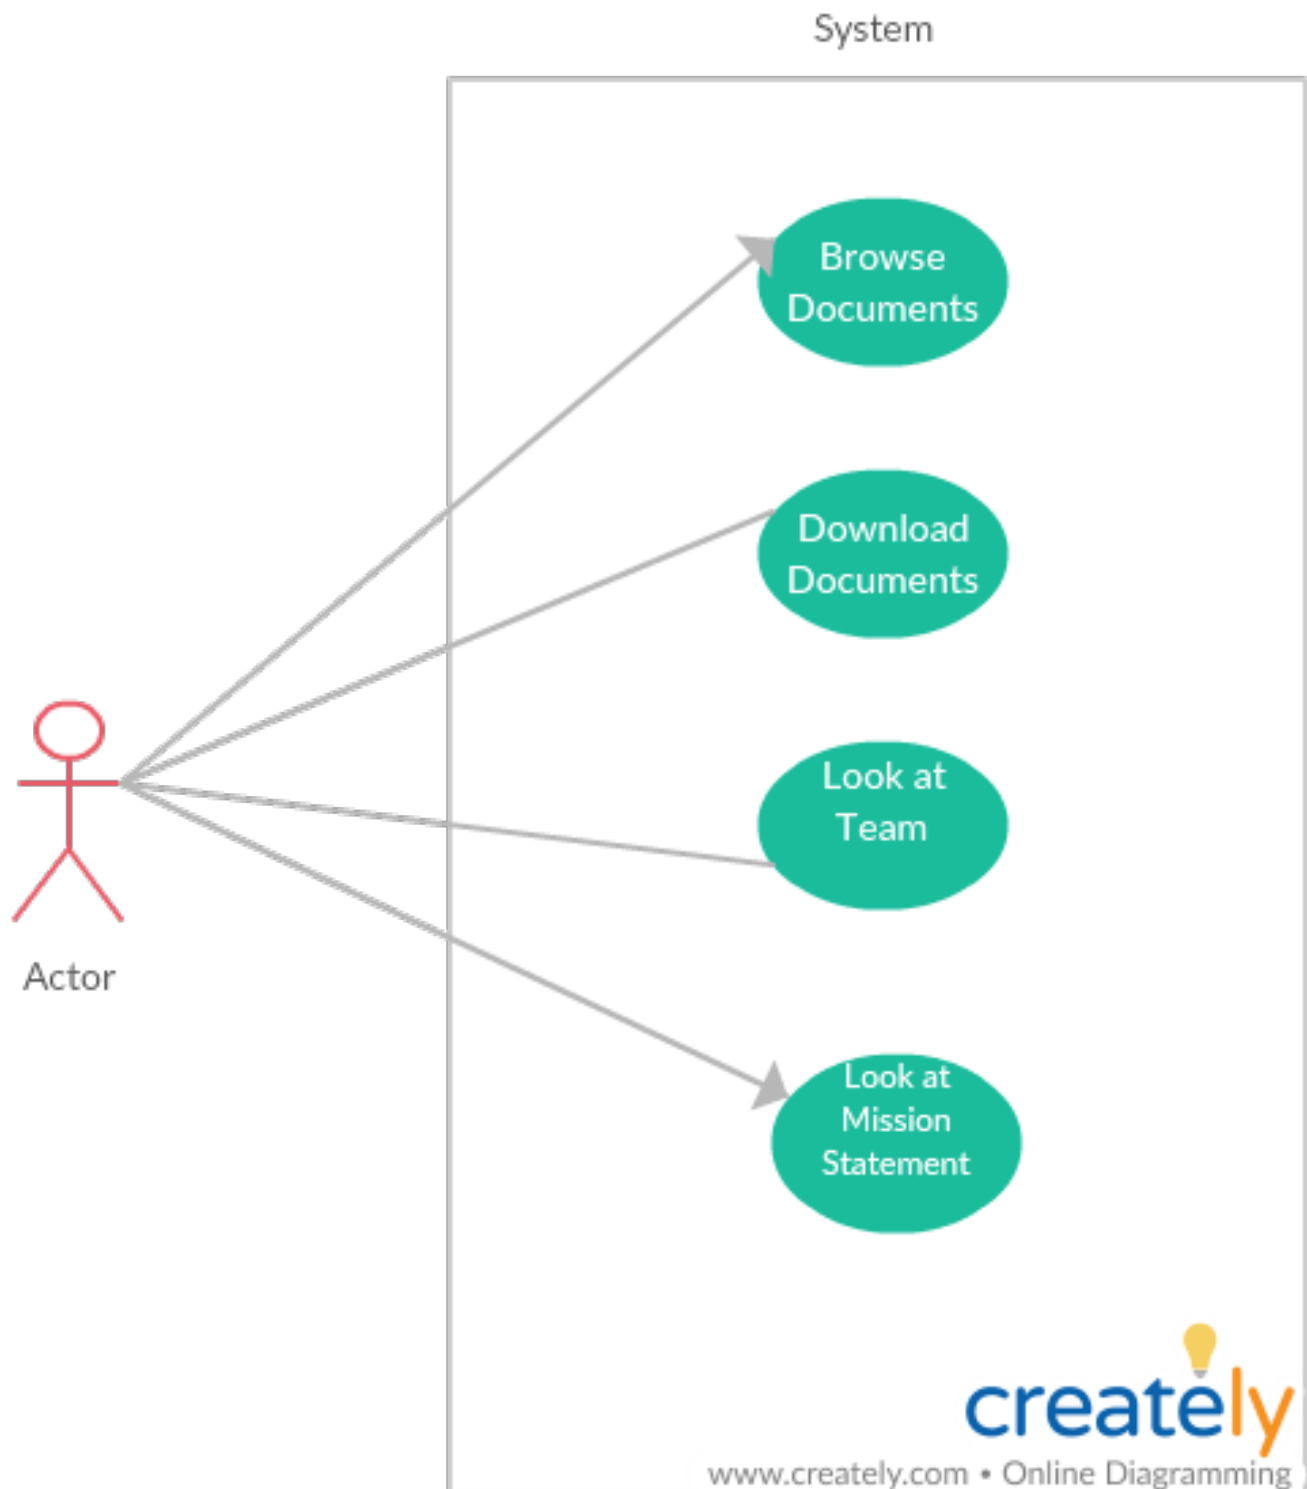 System
Browse
Documents
Download
Documents
Look at
Team
Actor
Look at
Mission
Statement
creately
www.creately.com • Online Diagramming